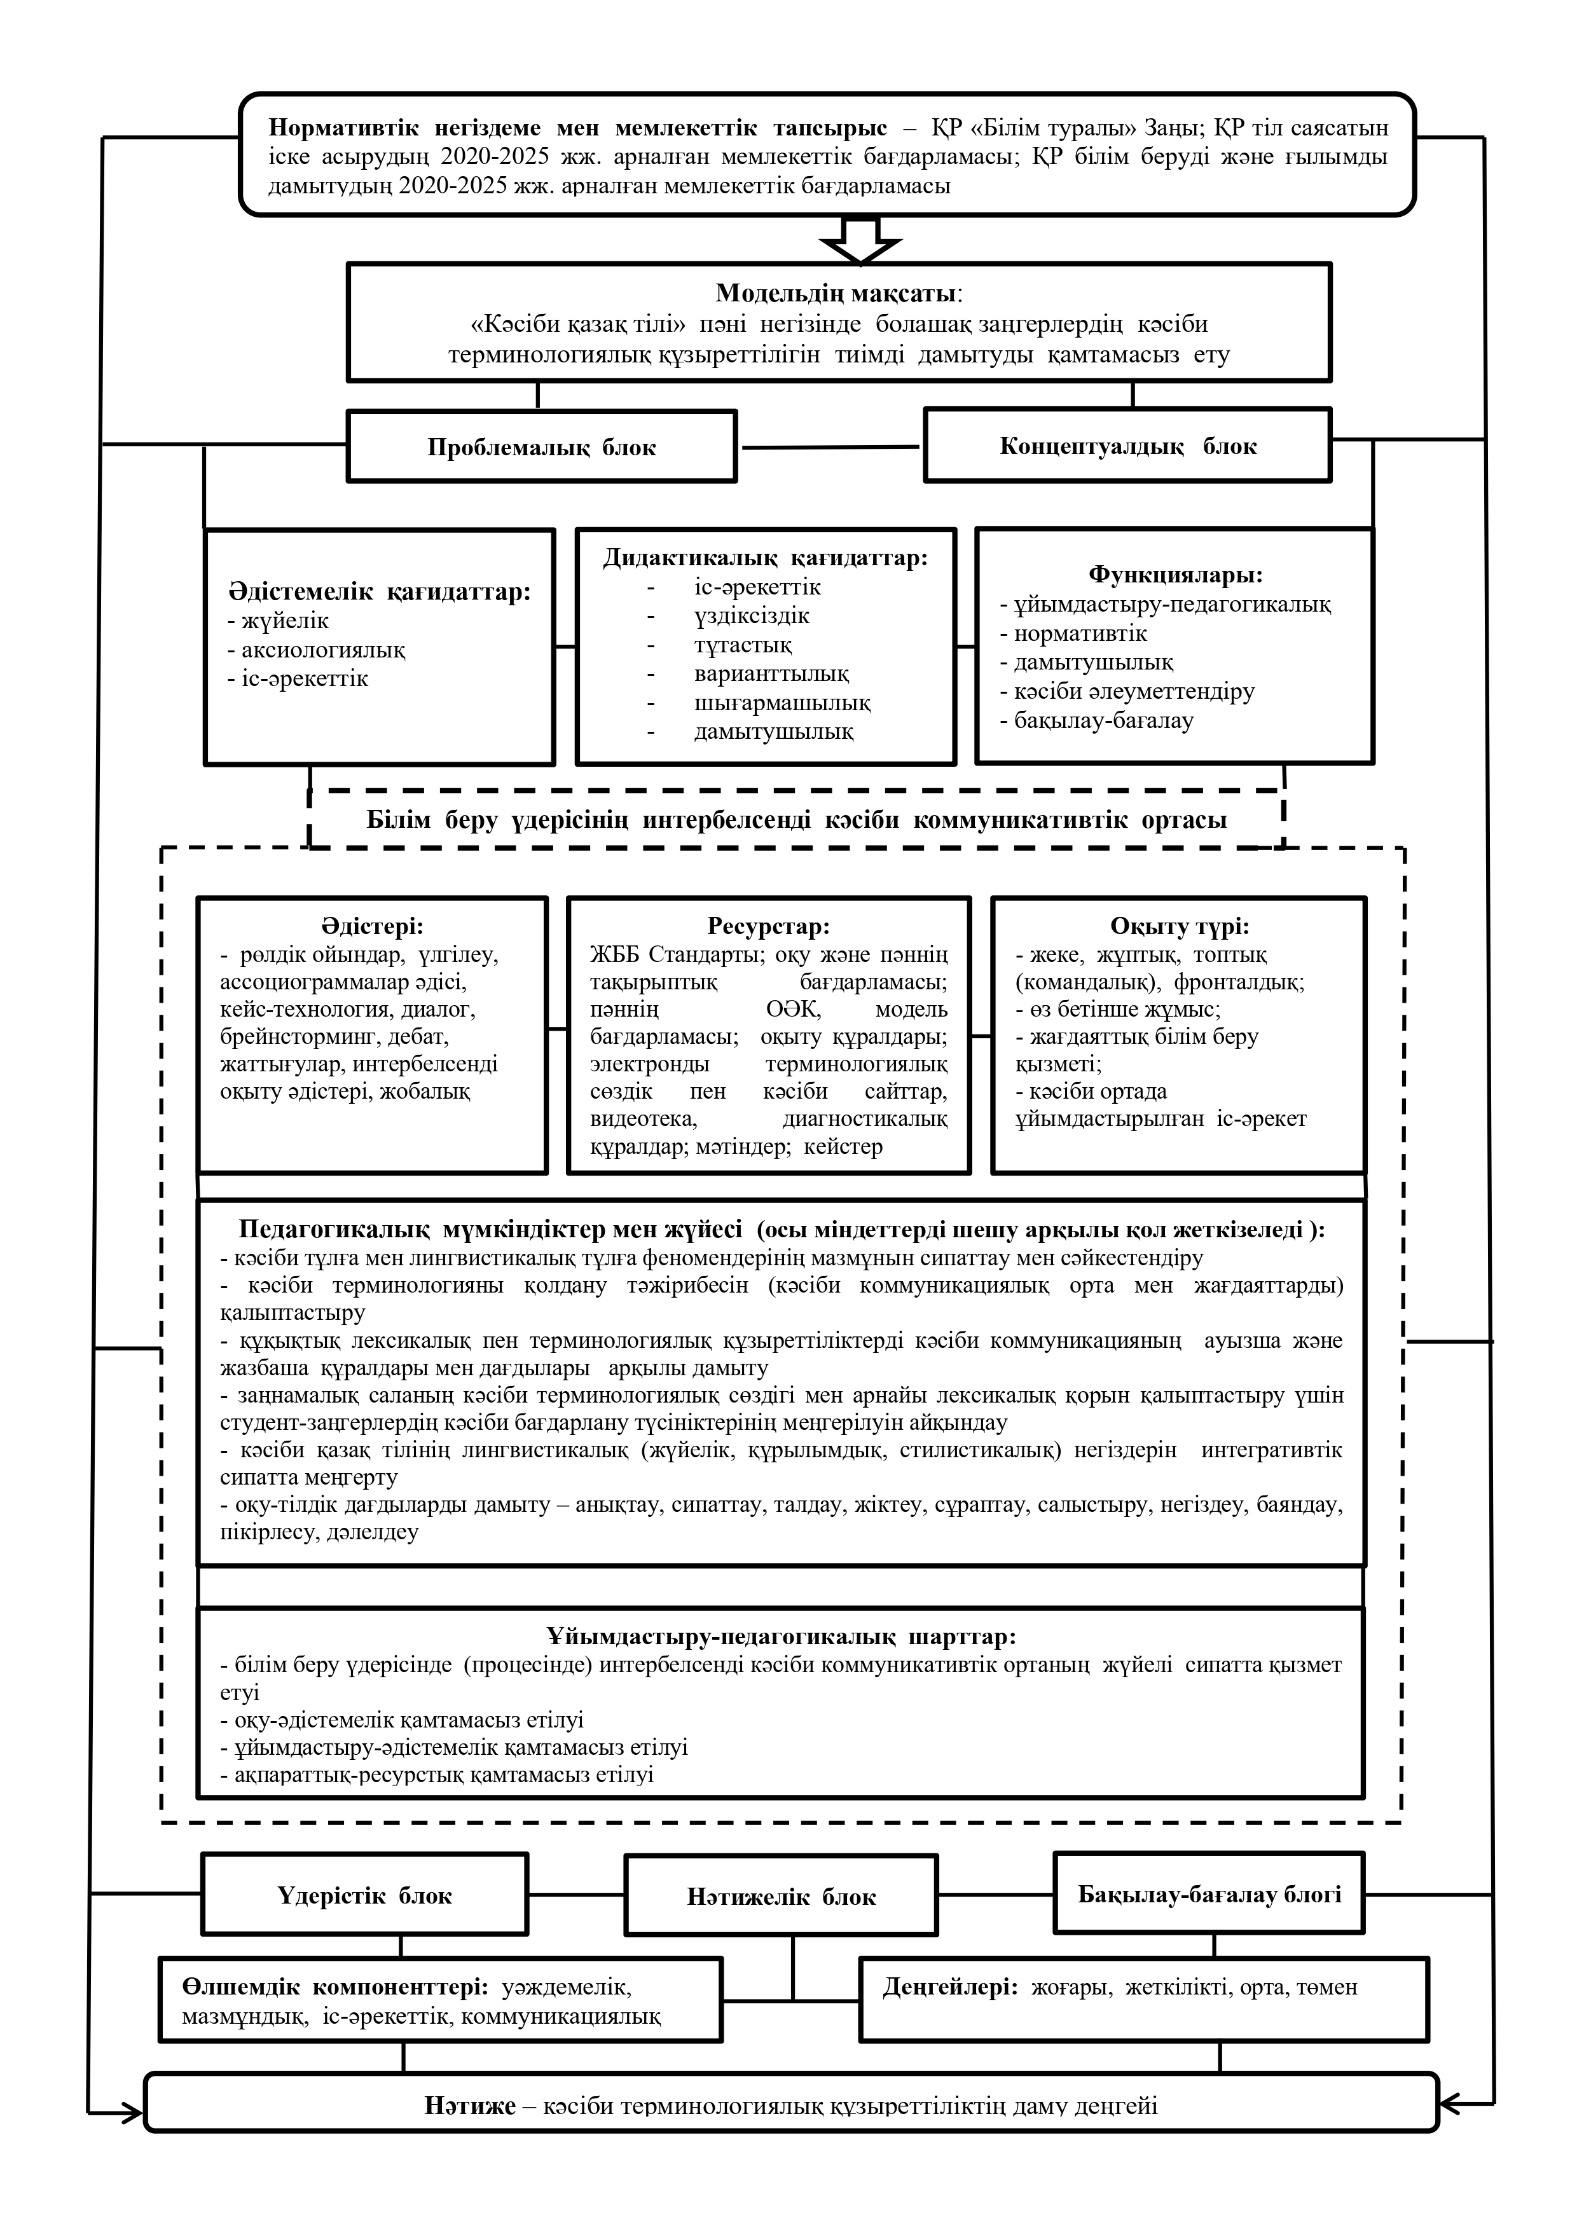 Нормативтік негіздеме мен мемлекеттік тапсырыс – ҚР «Білім туралы» Заңы; ҚР тіл саясатын
іске асырудың 2020-2025 жж. арналған мемлекеттік бағдарламасы; ҚР білім беруді және ғылымды
дамытудың 2020-2025 жж. арналған мемлекеттік бағдарламасы
Модельдің мақсаты:
«Кәсіби қазақ тілі» пәні негізінде болашақ заңгерлердің кәсіби
терминологиялық құзыреттілігін тиімді дамытуды қамтамасыз ету
Проблемалық блок
Концептуалдық блок
Әдістемелік қағидаттар:
- жүйелік
- аксиологиялық
- іс-әрекеттік
Дидактикалық қағидаттар:
- іс-әрекеттік
- үздіксіздік
- тұтастық
- варианттылық
- шығармашылық
- дамытушылық
Функциялары:
- ұйымдастыру-педагогикалық
- нормативтік
- дамытушылық
- кәсіби әлеуметтендіру
- бақылау-бағалау
Білім беру үдерісінің интербелсенді кәсіби коммуникативтік ортасы
Әдістері:
- рөлдік ойындар, үлгілеу,
ассоциограммалар әдісі,
кейс-технология, диалог,
брейнсторминг, дебат,
жаттығулар, интербелсенді
оқыту әдістері, жобалық
Ресурстар:
ЖББ Стандарты; оқу және пәннің
тақырыптық бағдарламасы;
пәннің ОӘК, модель
бағдарламасы; оқыту құралдары;
электронды терминологиялық
сөздік пен кәсіби сайттар,
видеотека, диагностикалық
құралдар; мәтіндер; кейстер
Оқыту түрі:
- жеке, жұптық, топтық
(командалық), фронталдық;
- өз бетінше жұмыс;
- жағдаяттық білім беру
қызметі;
- кәсіби ортада
ұйымдастырылған іс-әрекет
Педагогикалық мүмкіндіктер мен жүйесі (осы міндеттерді шешу арқылы қол жеткізеледі ):
- кәсіби тұлға мен лингвистикалық тұлға феномендерінің мазмұнын сипаттау мен сәйкестендіру
- кәсіби терминологияны қолдану тәжірибесін (кәсіби коммуникациялық орта мен жағдаяттарды)
қалыптастыру
- құқықтық лексикалық пен терминологиялық құзыреттіліктерді кәсіби коммуникацияның ауызша және
жазбаша құралдары мен дағдылары арқылы дамыту
- заңнамалық саланың кәсіби терминологиялық сөздігі мен арнайы лексикалық қорын қалыптастыру үшін
студент-заңгерлердің кәсіби бағдарлану түсініктерінің меңгерілуін айқындау
- кәсіби қазақ тілінің лингвистикалық (жүйелік, құрылымдық, стилистикалық) негіздерін интегративтік
сипатта меңгерту
- оқу-тілдік дағдыларды дамыту – анықтау, сипаттау, талдау, жіктеу, сұраптау, салыстыру, негіздеу, баяндау,
пікірлесу, дәлелдеу
Ұйымдастыру-педагогикалық шарттар:
- білім беру үдерісінде (процесінде) интербелсенді кәсіби коммуникативтік ортаның жүйелі сипатта қызмет
етуі
- оқу-әдістемелік қамтамасыз етілуі
- ұйымдастыру-әдістемелік қамтамасыз етілуі
- ақпараттық-ресурстық қамтамасыз етілуі
Үдерістік блок
Нәтижелік блок
Бақылау-бағалау блогі
Өлшемдік компоненттері: уәждемелік,
мазмұндық, іс-әрекеттік, коммуникациялық
Деңгейлері: жоғары, жеткілікті, орта, төмен
Нәтиже – кәсіби терминологиялық құзыреттіліктің даму деңгейі